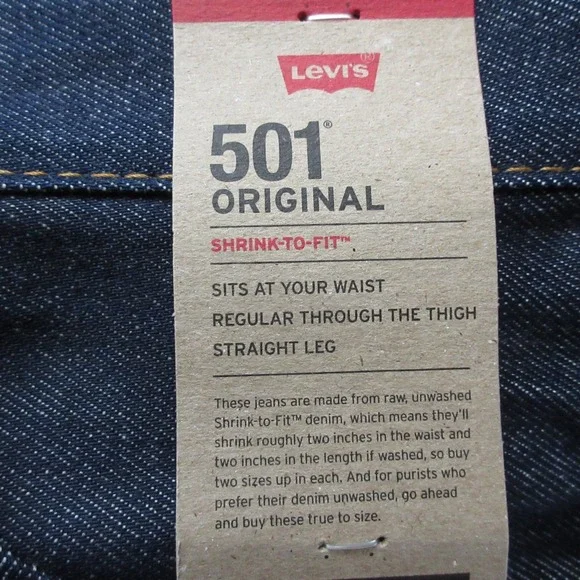 Levi's®
501®
ORIGINAL
SHRINK-TO-FIT™
SITS AT YOUR WAIST
REGULAR THROUGH THE THIGH
STRAIGHT LEG
These jeans are made from raw, unwashed
Shrink-to-Fit™ denim, which means they'll
shrink roughly two inches in the waist and
two inches in the length if washed, so buy
two sizes up in each. And for purists who
prefer their denim unwashed, go ahead
and buy these true to size.